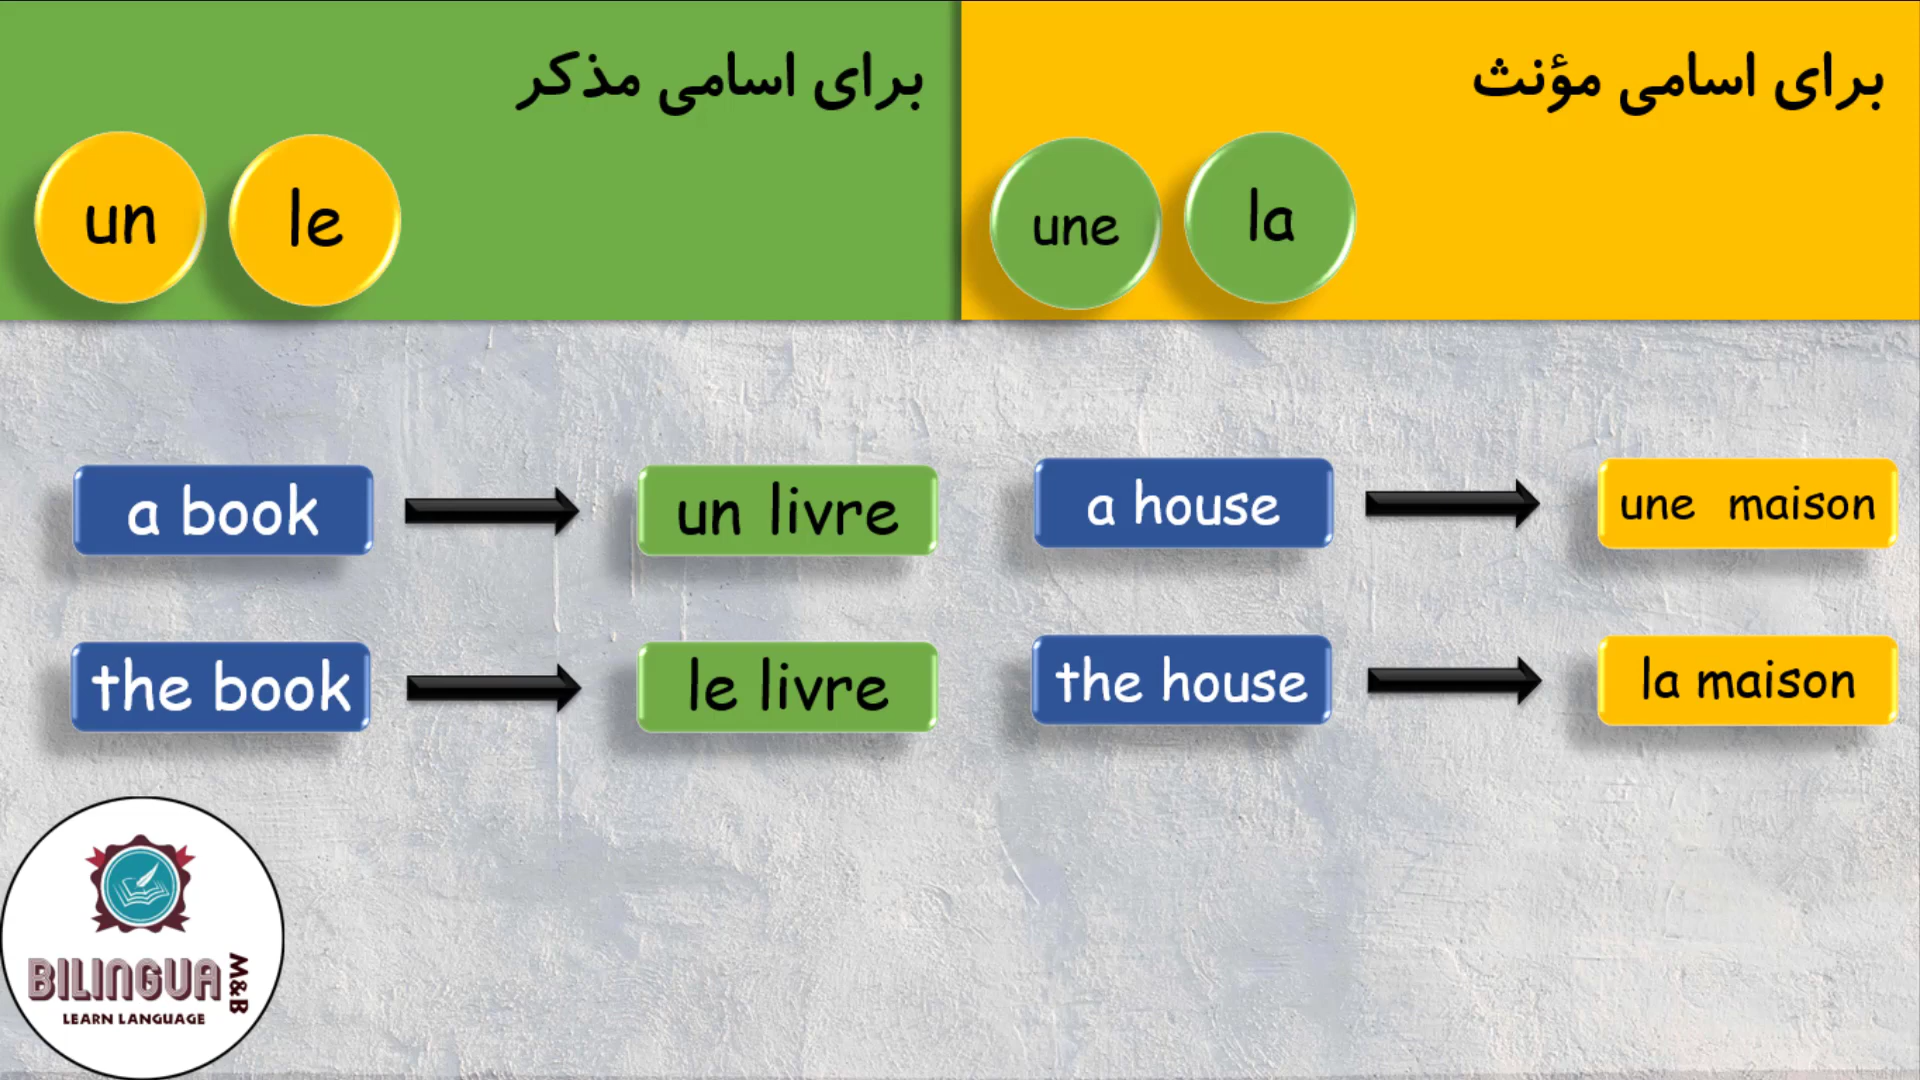 برای اسامی مذکر
un
le
برای اسامی مؤنث
une
la
a book
un livre
the book
le livre
a house
une maison
the house
la maison
BILINGUA
M&B
LEARN LANGUAGE